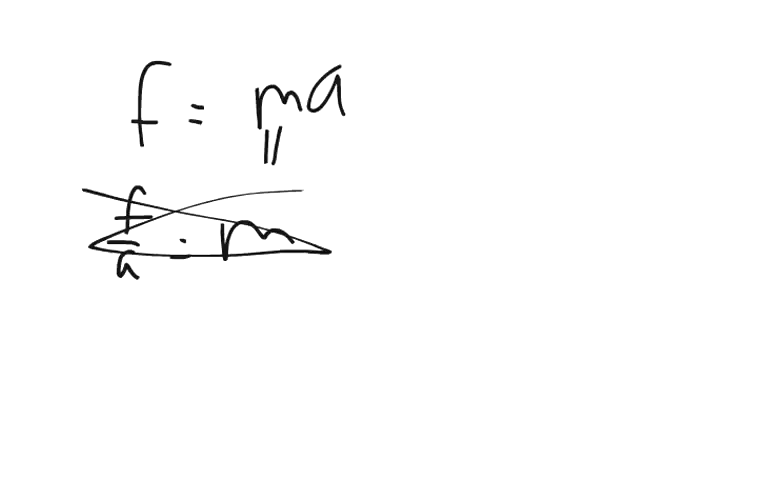 f = ma
||
f/a = m